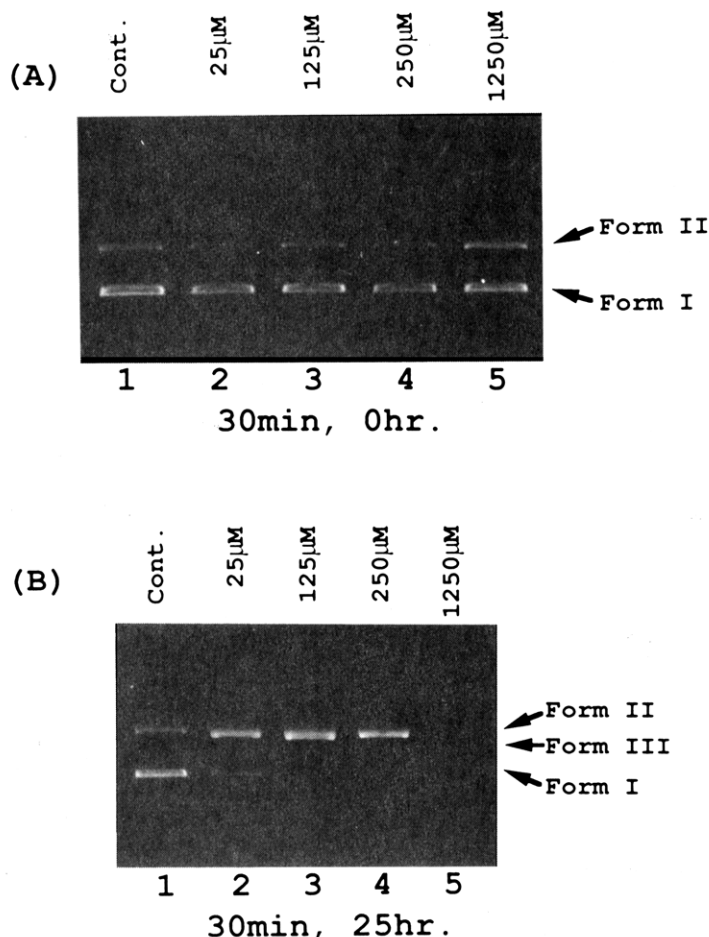 (A)
Cont. 25µM 125µM 250µM 1250µM
Form II
Form I
1 2 3 4 5
30min, 0hr.
(B)
Cont. 25µM 125µM 250µM 1250µM
Form II
Form III
Form I
1 2 3 4 5
30min, 25hr.